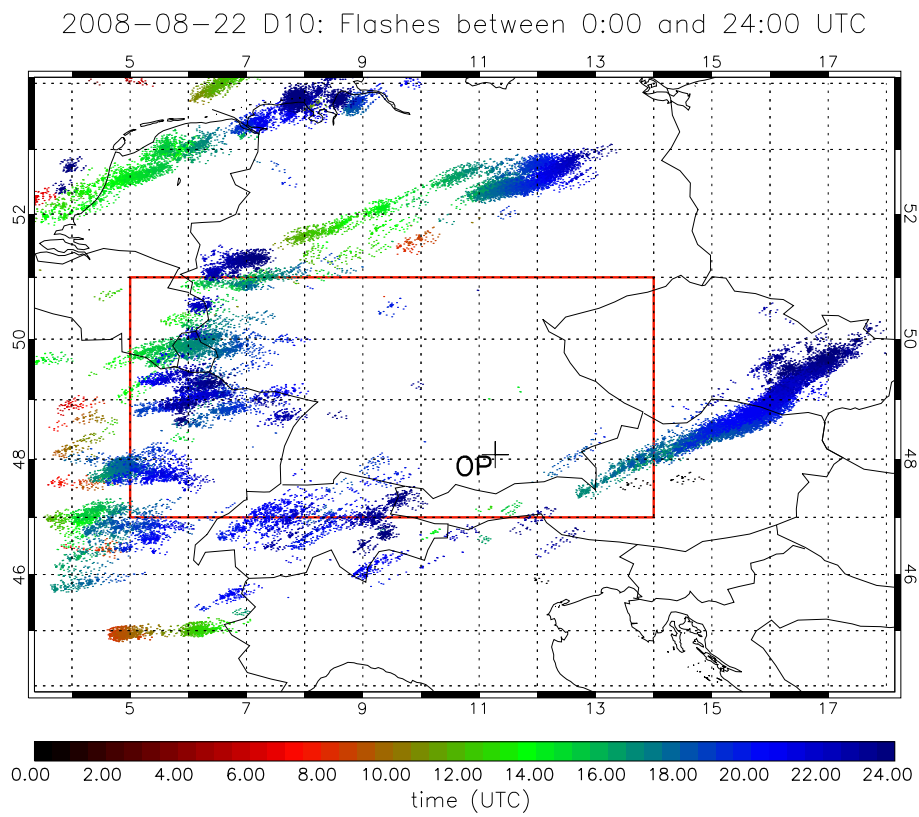 2008-08-22 D10: Flashes between 0:00 and 24:00 UTC
5 7 9 11 13 15 17
52 52
50 50
48 48
OP
46 46
5 7 9 11 13 15 17
0.00 2.00 4.00 6.00 8.00 10.00 12.00 14.00 16.00 18.00 20.00 22.00 24.00
time (UTC)